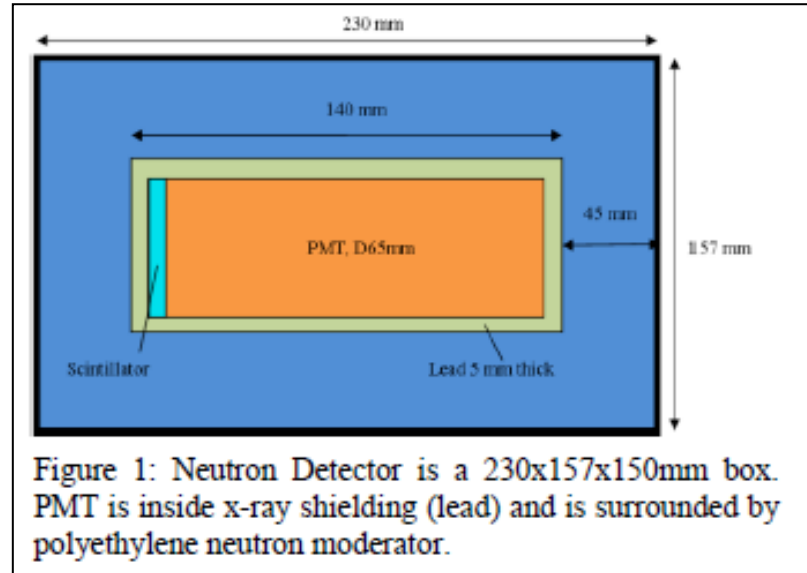 230 mm
140 mm
45 mm
PMT, D65mm
157 mm
Scintillator
Lead 5 mm thick
Figure 1: Neutron Detector is a 230x157x150mm box.
PMT is inside x-ray shielding (lead) and is surrounded by
polyethylene neutron moderator.